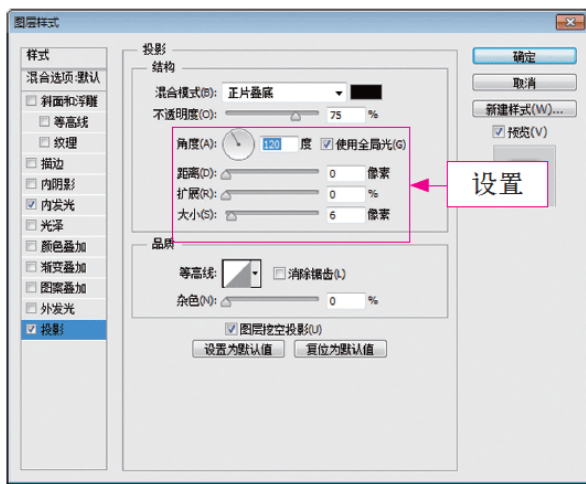 图层样式
样式
混合选项:默认
斜面和浮雕
等高线
纹理
描边
内阴影
内发光
光泽
颜色叠加
渐变叠加
图案叠加
外发光
投影
投影
结构
混合模式(B): 正片叠底
不透明度(O): 75 %
角度(A): 120 度 使用全局光(G)
距离(D): 0 像素
扩展(R): 0 %
大小(S): 6 像素
品质
等高线: 消除锯齿(L)
杂色(N): 0 %
图层挖空投影(U)
设置为默认值 复位为默认值
确定
取消
新建样式(W)...
预览(V)
设置